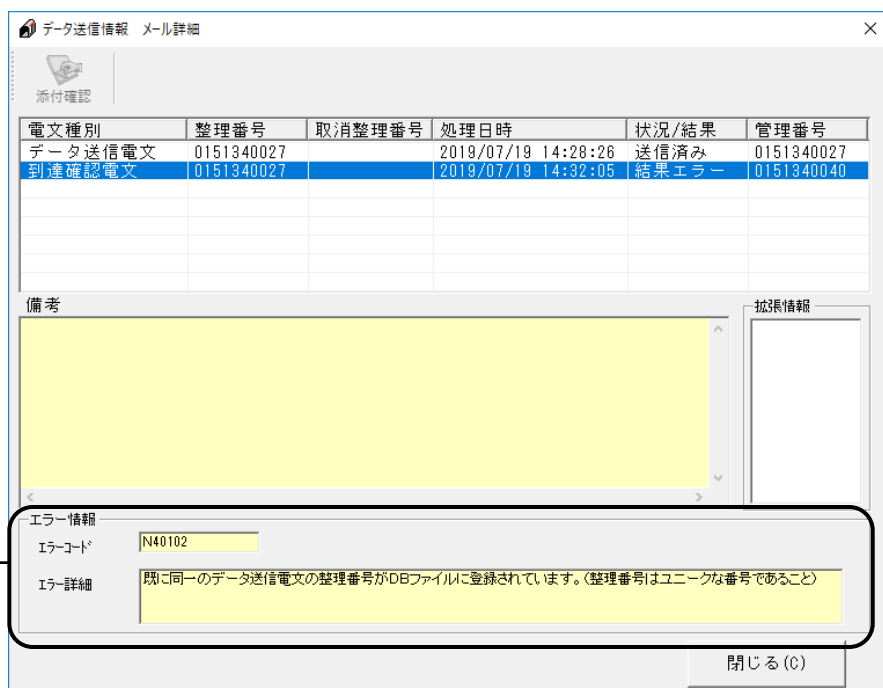 データ送信情報 メール詳細
添付確認
電文種別 整理番号 取消整理番号 処理日時 状況/結果 管理番号
データ送信電文 0151340027 2019/07/19 14:28:26 送信済み 0151340027
到達確認電文 0151340027 2019/07/19 14:32:05 結果エラー 0151340040
備考
拡張情報
エラー情報
エラーコード N40102
エラー詳細 既に同一のデータ送信電文の整理番号がDBファイルに登録されています。(整理番号はユニークな番号であること)
閉じる(C)